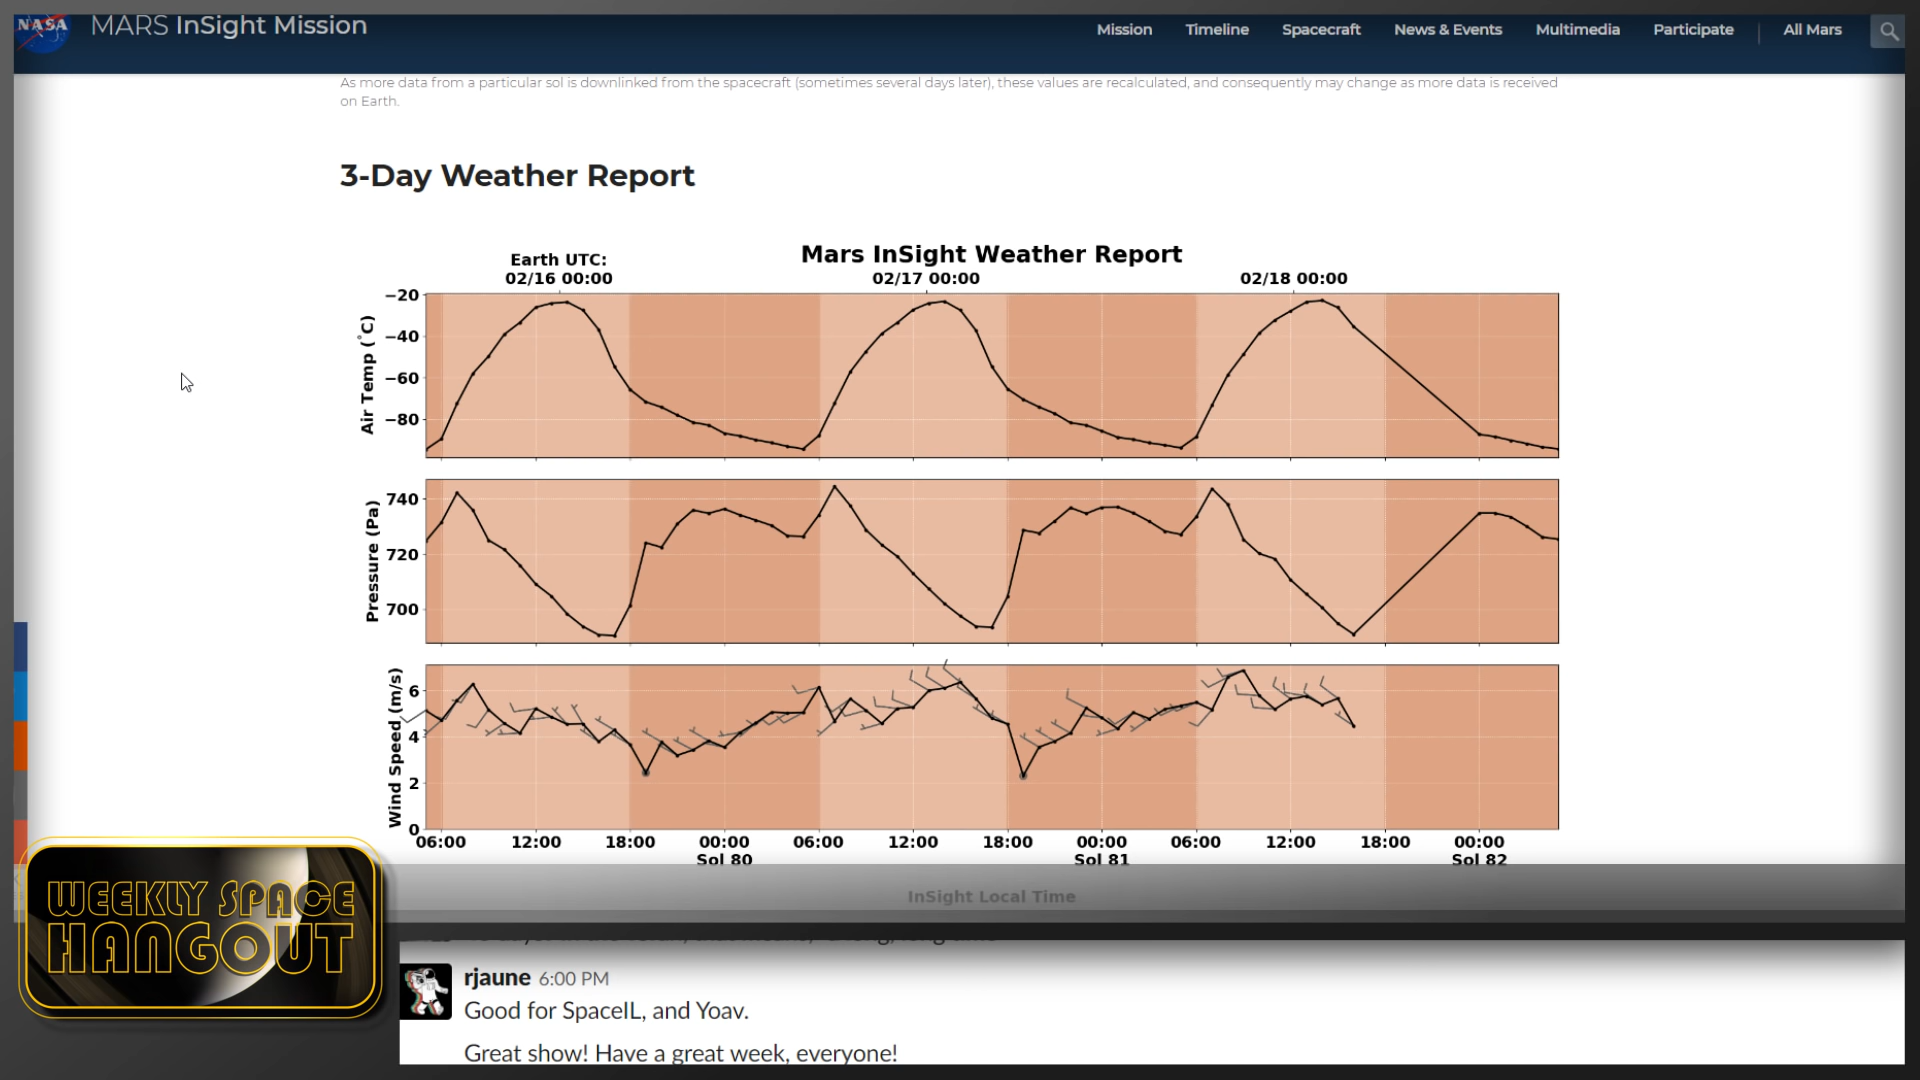 NASA
MARS InSight Mission
Mission Timeline Spacecraft News & Events Multimedia Participate All Mars
As more data from a particular sol is downlinked from the spacecraft (sometimes several days later), these values are recalculated, and consequently may change as more data is received
on Earth.
3-Day Weather Report
Mars InSight Weather Report
Earth UTC:
02/16 00:00 02/17 00:00 02/18 00:00
Air Temp (°C)
−20
−40
−60
−80
Pressure (Pa)
740
720
700
Wind Speed (m/s)
6
4
2
0
06:00 12:00 18:00 00:00 06:00 12:00 18:00 00:00 06:00 12:00 18:00 00:00
Sol 80 Sol 81 Sol 82
InSight Local Time
WEEKLY SPACE
HANGOUT
rjaune 6:00 PM
Good for SpaceIL, and Yoav.
Great show! Have a great week, everyone!